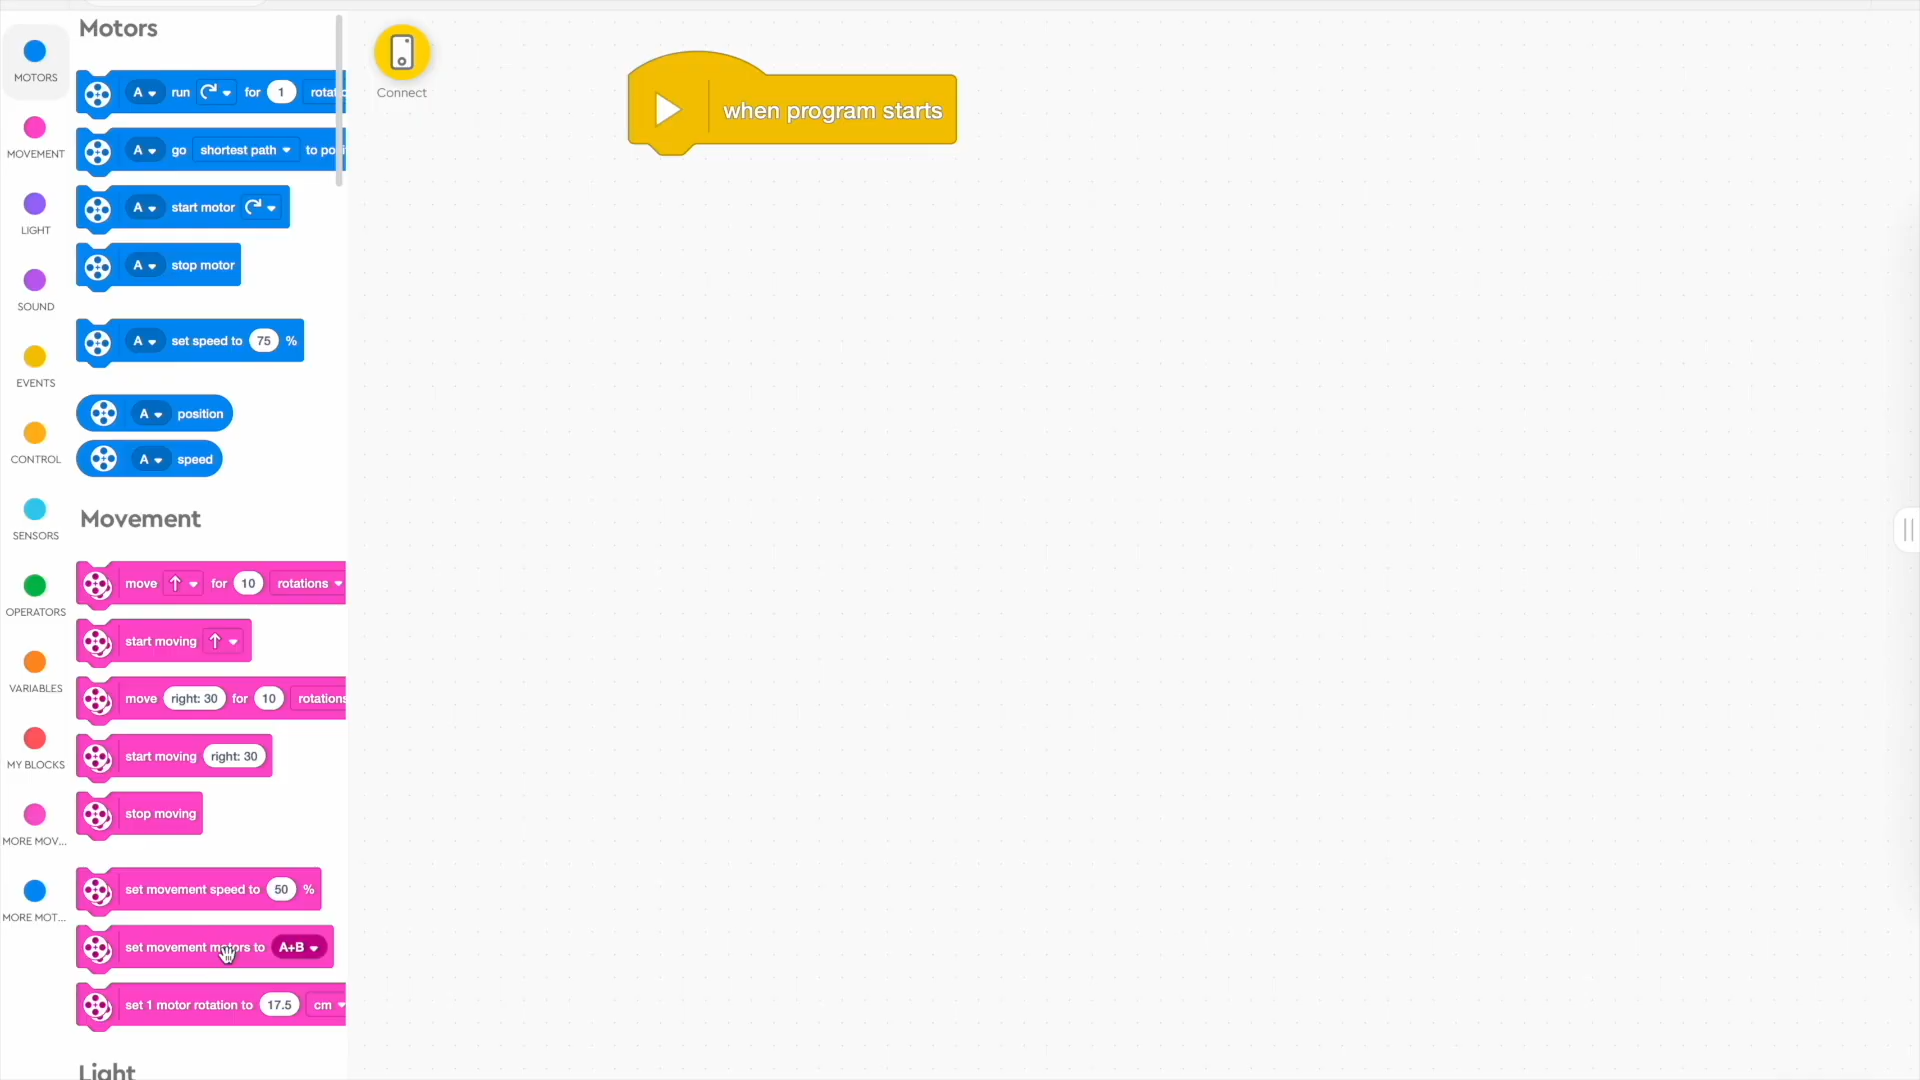 Motors
MOTORS
A run for 1 rotat
Connect
when program starts
MOVEMENT
A go shortest path to posi
LIGHT
A start motor
A stop motor
SOUND
A set speed to 75 %
EVENTS
A position
CONTROL
A speed
SENSORS
Movement
OPERATORS
move for 10 rotations
start moving
VARIABLES
move right: 30 for 10 rotations
MY BLOCKS
start moving right: 30
MORE MOV...
stop moving
set movement speed to 50 %
MORE MOT...
set movement motors to A+B
set 1 motor rotation to 17.5 cm
Light